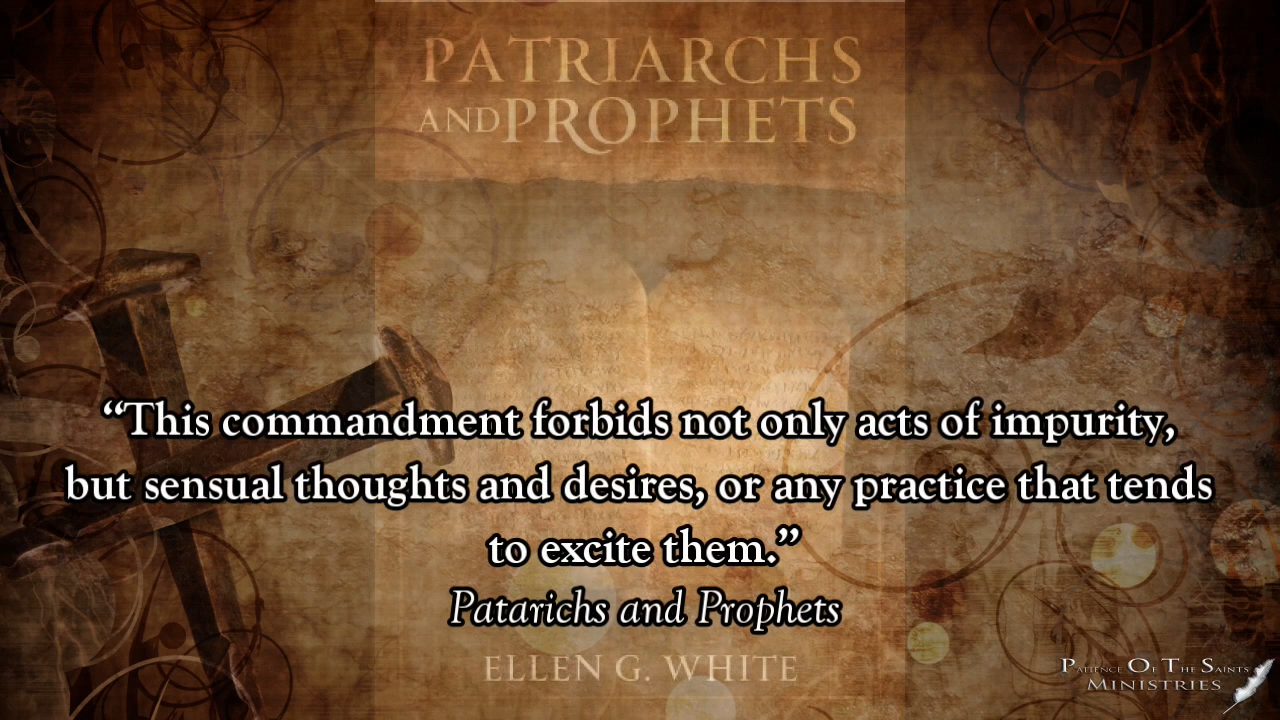 PATRIARCHS
AND PROPHETS
“This commandment forbids not only acts of impurity,
but sensual thoughts and desires, or any practice that tends
to excite them.”
Patarichs and Prophets
ELLEN G. WHITE
PATIENCE OF THE SAINTS
MINISTRIES